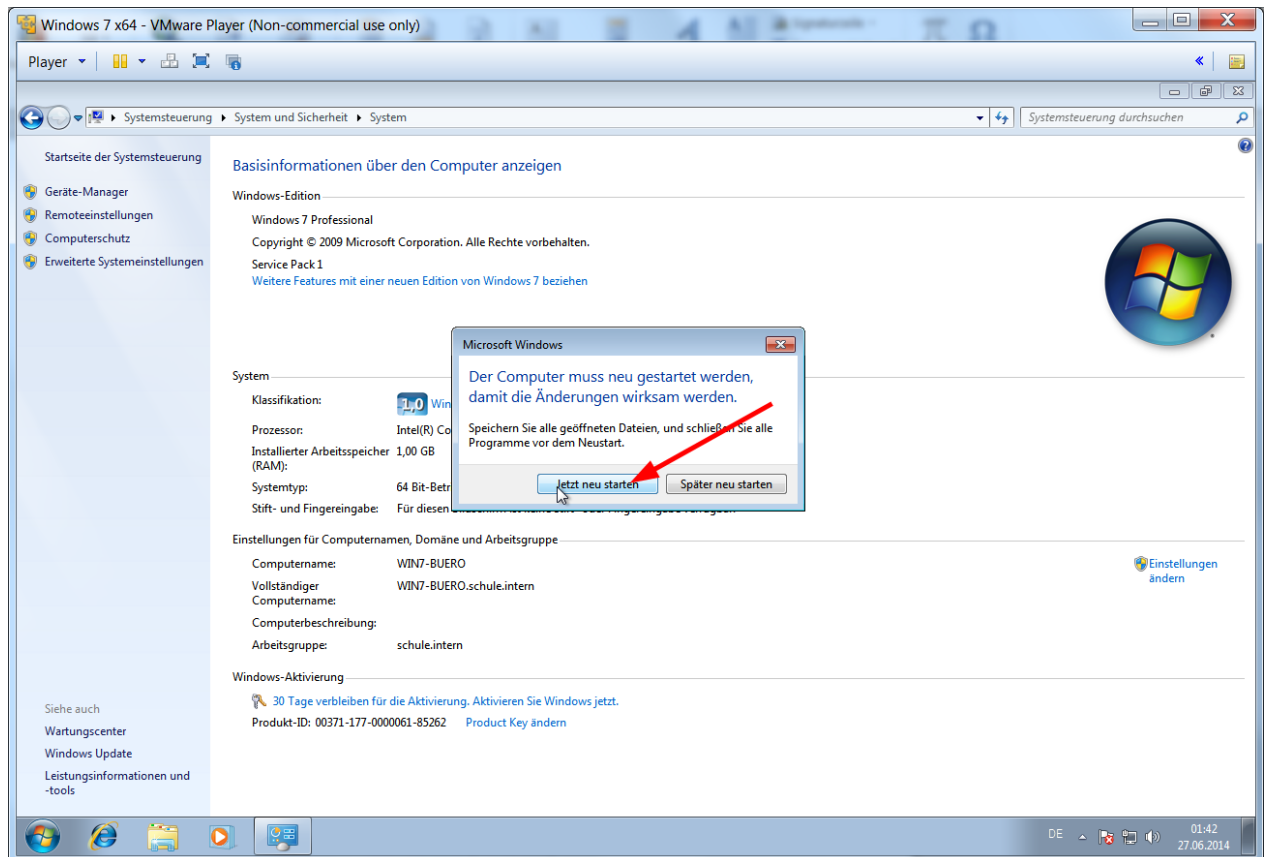 Windows 7 x64 - VMware Player (Non-commercial use only)
Player
Systemsteuerung System und Sicherheit System
Systemsteuerung durchsuchen
Startseite der Systemsteuerung
Geräte-Manager
Remoteeinstellungen
Computerschutz
Erweiterte Systemeinstellungen
Basisinformationen über den Computer anzeigen
Windows-Edition
Windows 7 Professional
Copyright © 2009 Microsoft Corporation. Alle Rechte vorbehalten.
Service Pack 1
Weitere Features mit einer neuen Edition von Windows 7 beziehen
System
Klassifikation: 1,0 Win
Prozessor: Intel(R) Co
Installierter Arbeitsspeicher 1,00 GB
(RAM):
Systemtyp: 64 Bit-Betr
Stift- und Fingereingabe: Für diesen
Microsoft Windows
Der Computer muss neu gestartet werden,
damit die Änderungen wirksam werden.
Speichern Sie alle geöffneten Dateien, und schließen Sie alle
Programme vor dem Neustart.
Jetzt neu starten Später neu starten
Einstellungen für Computernamen, Domäne und Arbeitsgruppe
Computername: WIN7-BUERO
Vollständiger WIN7-BUERO.schule.intern
Computername:
Computerbeschreibung:
Arbeitsgruppe: schule.intern
Einstellungen
ändern
Windows-Aktivierung
30 Tage verbleiben für die Aktivierung. Aktivieren Sie Windows jetzt.
Produkt-ID: 00371-177-0000061-85262 Product Key ändern
Siehe auch
Wartungscenter
Windows Update
Leistungsinformationen und
-tools
DE
01:42
27.06.2014